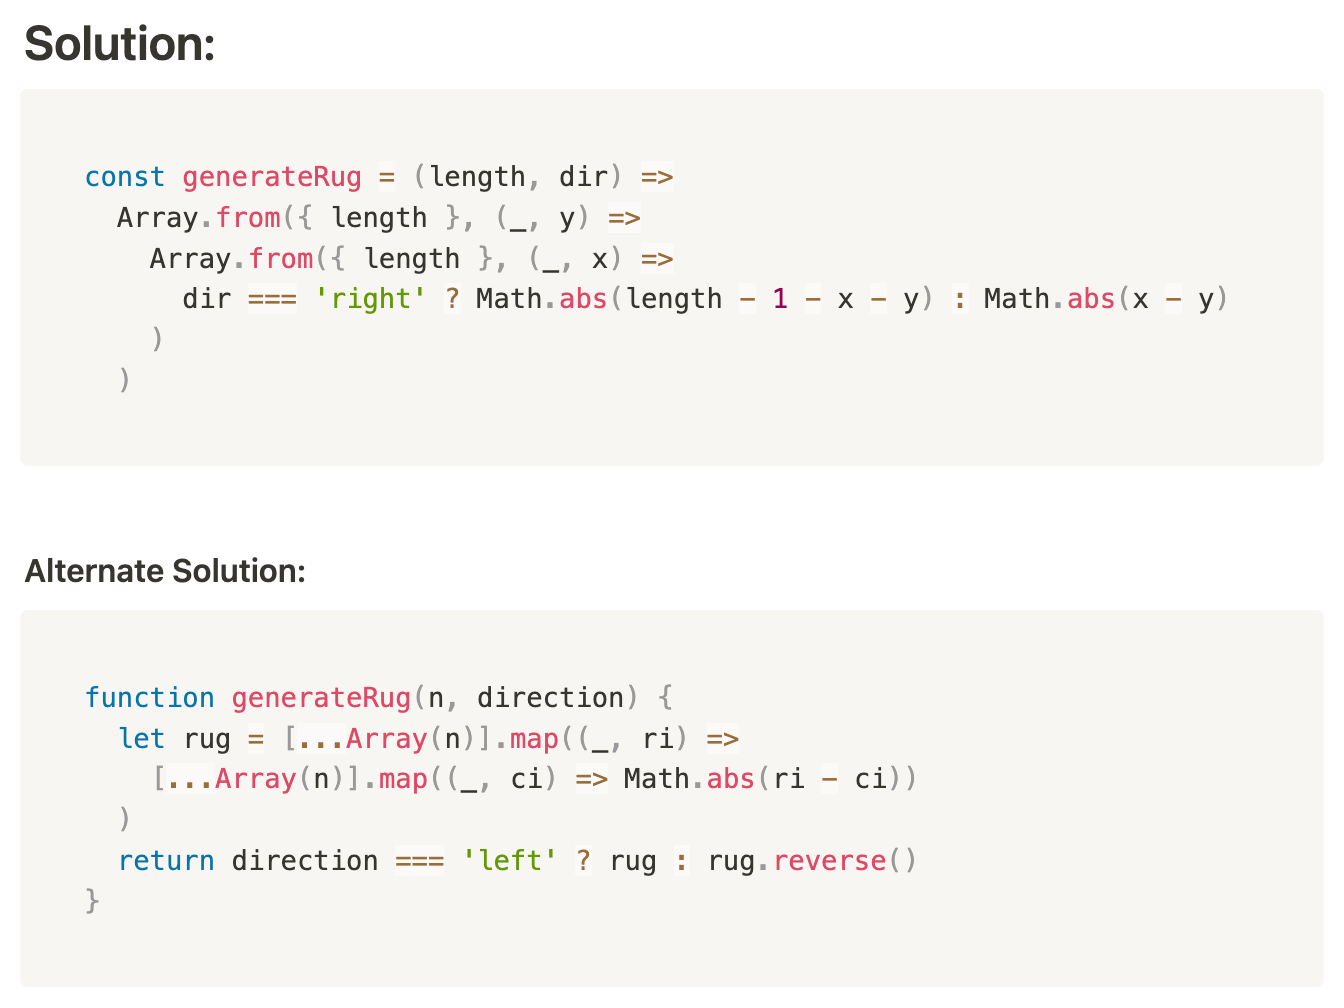 Solution:
const generateRug = (length, dir) =>
  Array.from({ length }, (_, y) =>
    Array.from({ length }, (_, x) =>
      dir === 'right' ? Math.abs(length - 1 - x - y) : Math.abs(x - y)
    )
  )
Alternate Solution:
function generateRug(n, direction) {
  let rug = [...Array(n)].map((_, ri) =>
    [...Array(n)].map((_, ci) => Math.abs(ri - ci))
  )
  return direction === 'left' ? rug : rug.reverse()
}